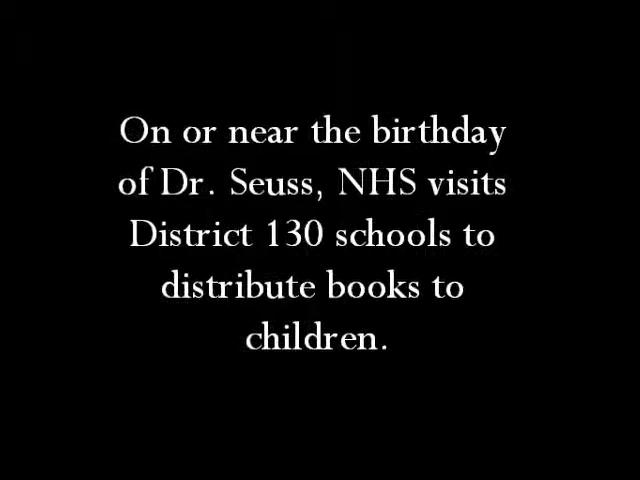 On or near the birthday
of Dr. Seuss, NHS visits
District 130 schools to
distribute books to
children.